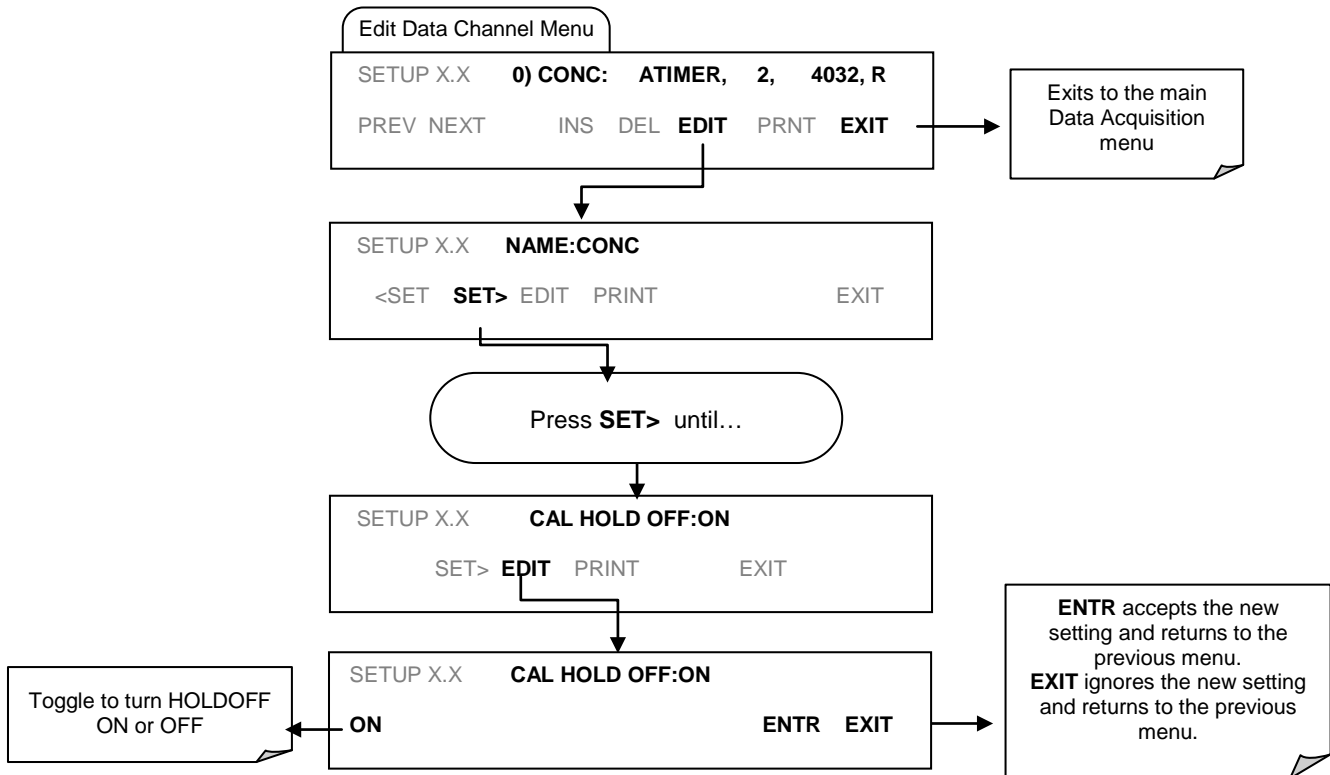 Edit Data Channel Menu
SETUP X.X 0) CONC: ATIMER, 2, 4032, R
PREV NEXT INS DEL EDIT PRNT EXIT
Exits to the main
Data Acquisition
menu
SETUP X.X NAME:CONC
<SET SET> EDIT PRINT EXIT
Press SET> until…
SETUP X.X CAL HOLD OFF:ON
SET> EDIT PRINT EXIT
SETUP X.X CAL HOLD OFF:ON
ON ENTR EXIT
Toggle to turn HOLDOFF
ON or OFF
ENTR accepts the new
setting and returns to the
previous menu.
EXIT ignores the new setting
and returns to the previous
menu.